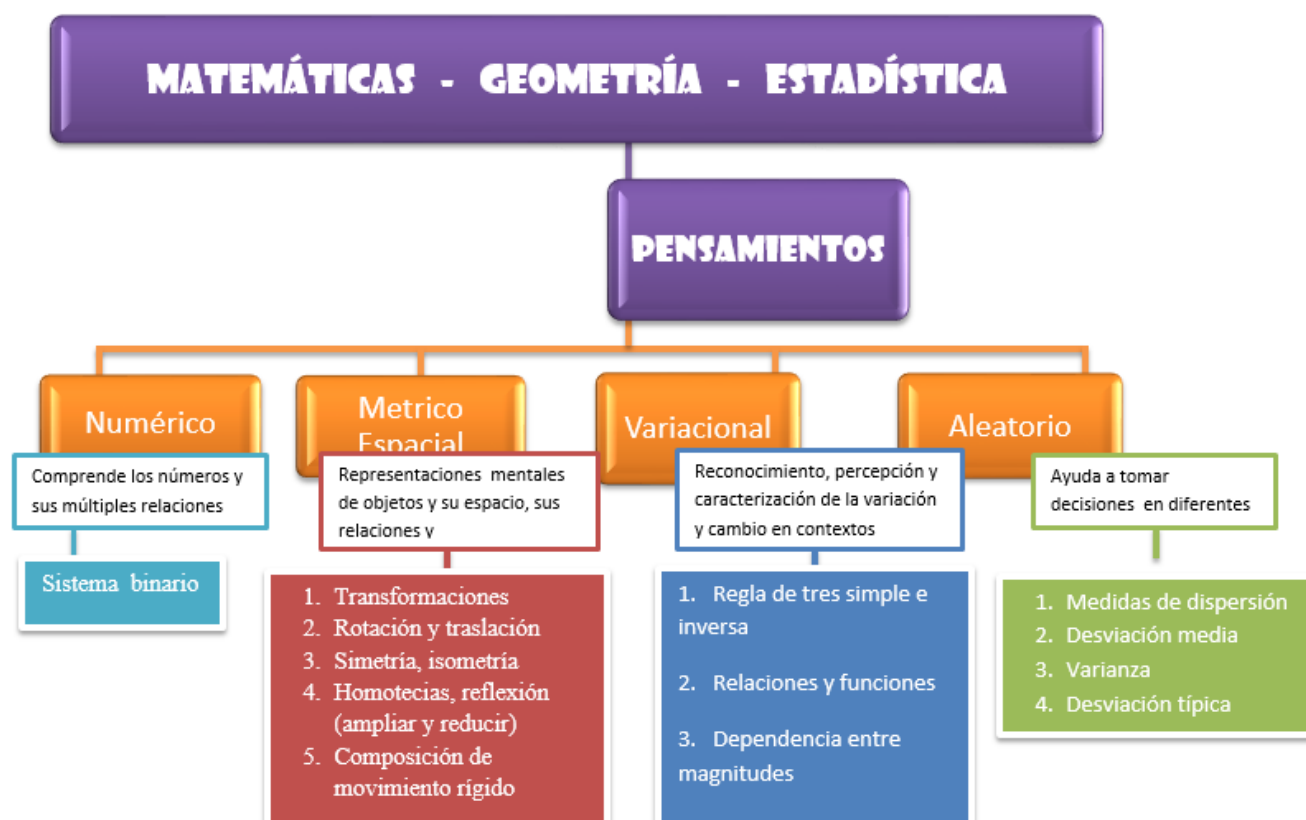 MATEMÁTICAS - GEOMETRÍA - ESTADÍSTICA
PENSAMIENTOS
Numérico
Metrico
Espacial
Variacional
Aleatorio
Comprende los números y
sus múltiples relaciones
Representaciones mentales
de objetos y su espacio, sus
relaciones y
Reconocimiento, percepción y
caracterización de la variación
y cambio en contextos
Ayuda a tomar
decisiones en diferentes
Sistema binario
1. Transformaciones
2. Rotación y traslación
3. Simetría, isometría
4. Homotecias, reflexión
(ampliar y reducir)
5. Composición de
movimiento rígido
1. Regla de tres simple e
inversa
2. Relaciones y funciones
3. Dependencia entre
magnitudes
1. Medidas de dispersión
2. Desviación media
3. Varianza
4. Desviación típica